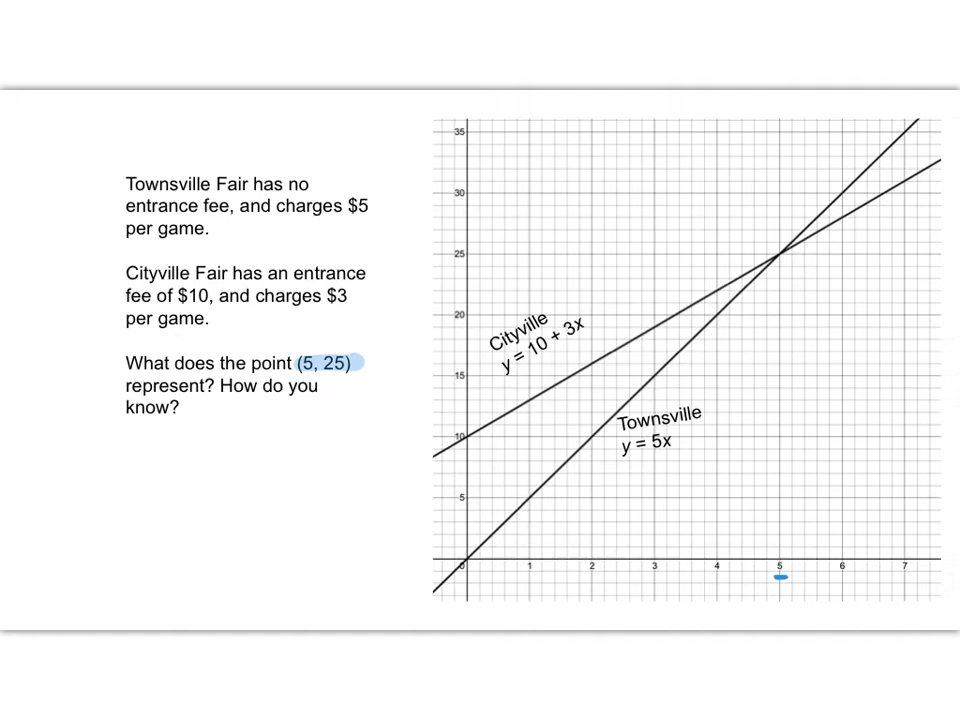 Townsville Fair has no
entrance fee, and charges $5
per game.
Cityville Fair has an entrance
fee of $10, and charges $3
per game.
What does the point (5, 25)
represent? How do you
know?
35
30
25
20
15
10
5
Cityville
y = 10 + 3x
Townsville
y = 5x
0
1
2
3
4
5
6
7